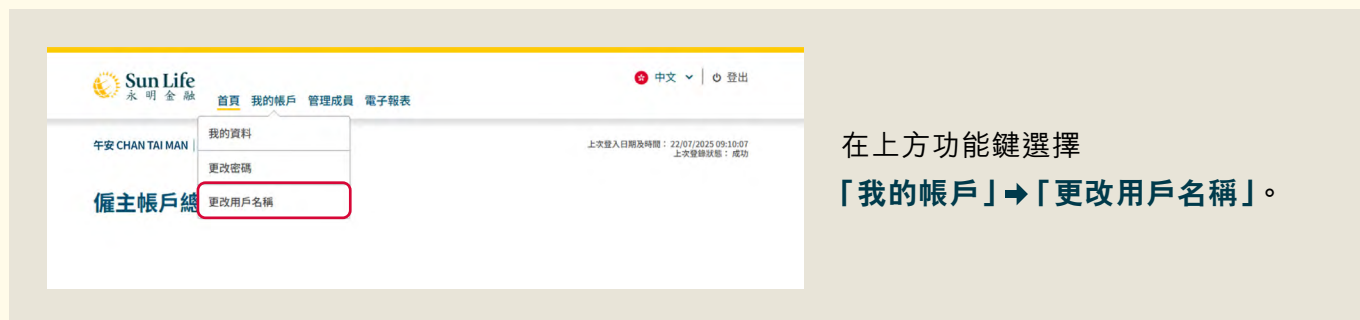 Sun Life
永明金融
首頁 我的帳戶 管理成員 電子報表
中文 | 登出
我的資料
更改密碼
更改用戶名稱
午安 CHAN TAI MAN
上次登入日期及時間： 22/07/2025 09:10:07
上次登錄狀態： 成功
僱主帳戶總
在上方功能鍵選擇
「我的帳戶」➡「更改用戶名稱」。